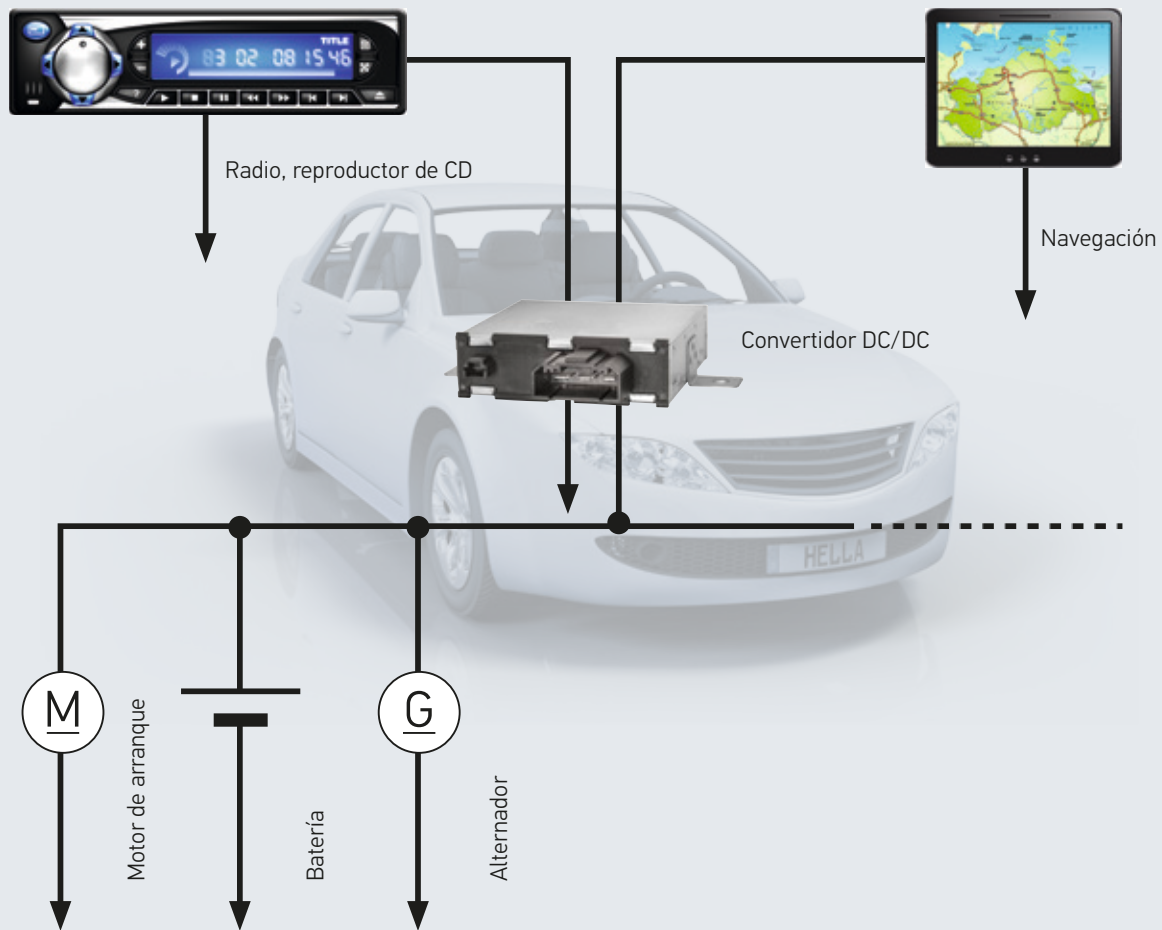 TITLE
83 02 08 15 46
Radio, reproductor de CD
Navegación
Convertidor DC/DC
HELLA
M
G
Motor de arranque
Batería
Alternador